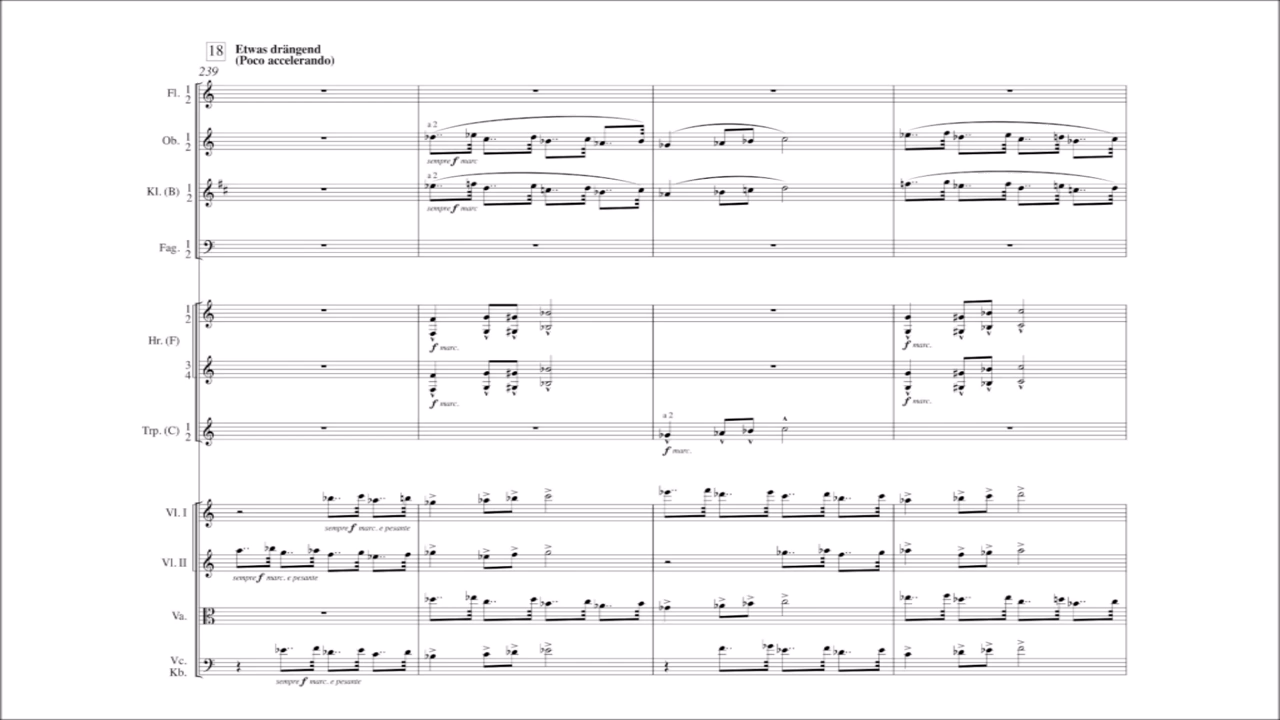 18 Etwas drängend
(Poco accelerando)
239
Fl. 1 2
a 2
Ob. 1 2
sempre f marc
a 2
Kl. (B) 1 2
sempre f marc
Fag. 1 2
1 2
f marc. f marc.
Hr. (F)
3 4
f marc. f marc.
a 2
Trp. (C) 1 2
f marc.
Vl. I
sempre f marc. e pesante
Vl. II
sempre f marc. e pesante
Va.
Vc.
Kb.
sempre f marc. e pesante